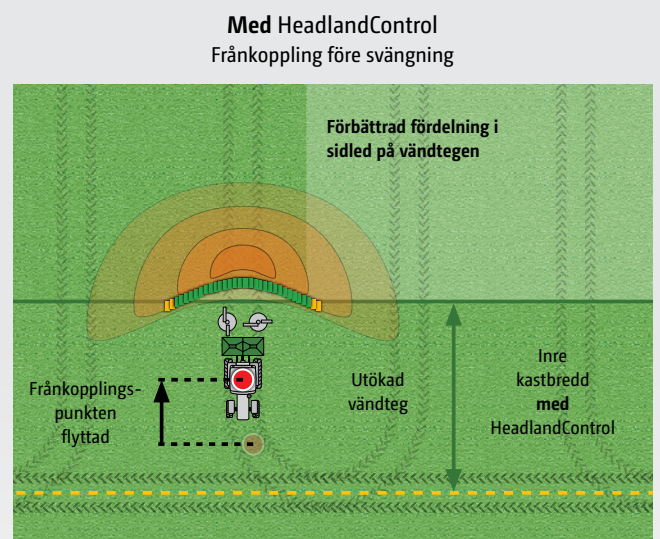 Med HeadlandControl
Frånkoppling före svängning
Förbättrad fördelning i
sidled på vändtegen
Frånkopplings-
punkten
flyttad
Utökad
vändteg
Inre
kastbredd
med
HeadlandControl